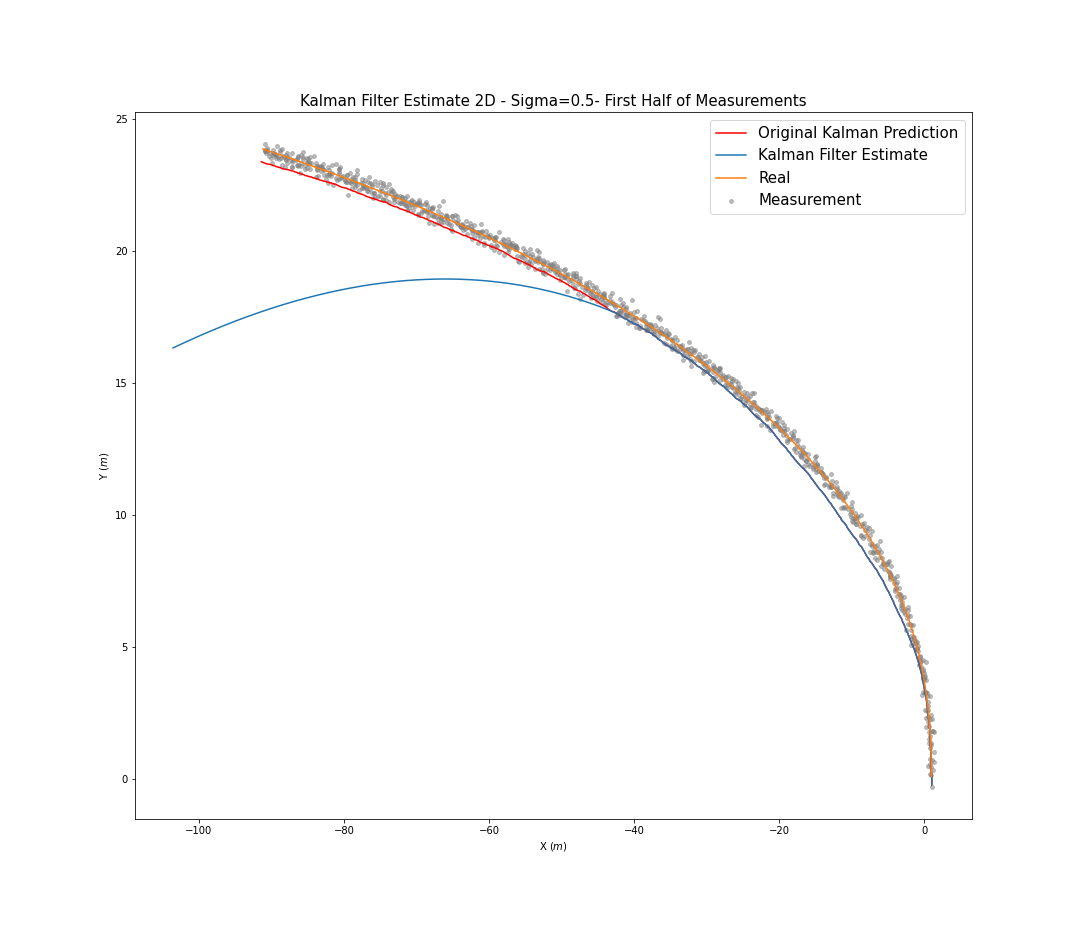 Kalman Filter Estimate 2D - Sigma=0.5- First Half of Measurements
Original Kalman Prediction
Kalman Filter Estimate
Real
Measurement
25
20
15
10
5
0
Y (m)
−100
−80
−60
−40
−20
0
X (m)